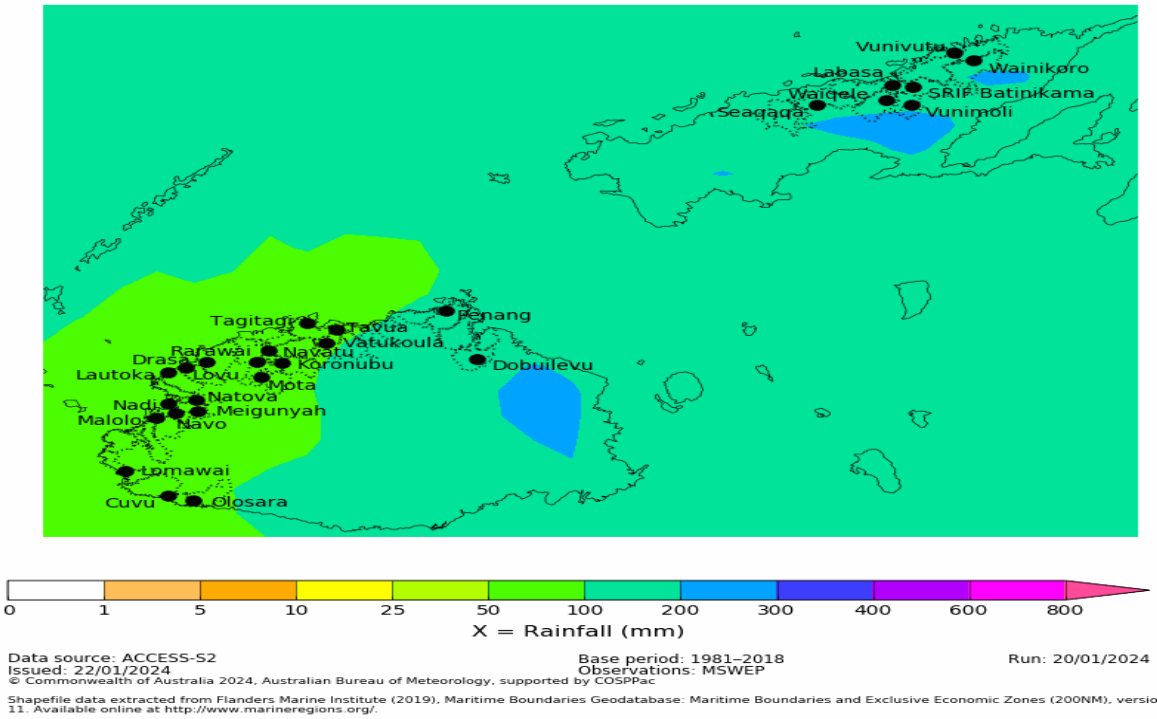 Vunivutu
Wainikoro
Labasa
SRIF Batinikama
Waiqele
Seaqaqa
Vunimoli
Penang
Tagitagi
Tavua
Vatukoula
Rarawai
Navatu
Drasa
Koronubu
Dobuilevu
Lautoka
Lovu
Mota
Natova
Nadi
Meigunyah
Malolo
Navo
Lomawai
Cuvu
Olosara
0 1 5 10 25 50 100 200 300 400 600 800
X = Rainfall (mm)
Data source: ACCESS-S2 Base period: 1981–2018 Run: 20/01/2024
Issued: 22/01/2024 Observations: MSWEP
© Commonwealth of Australia 2024, Australian Bureau of Meteorology, supported by COSPPac
Shapefile data extracted from Flanders Marine Institute (2019), Maritime Boundaries Geodatabase: Maritime Boundaries and Exclusive Economic Zones (200NM), versio
11. Available online at http://www.marineregions.org/.